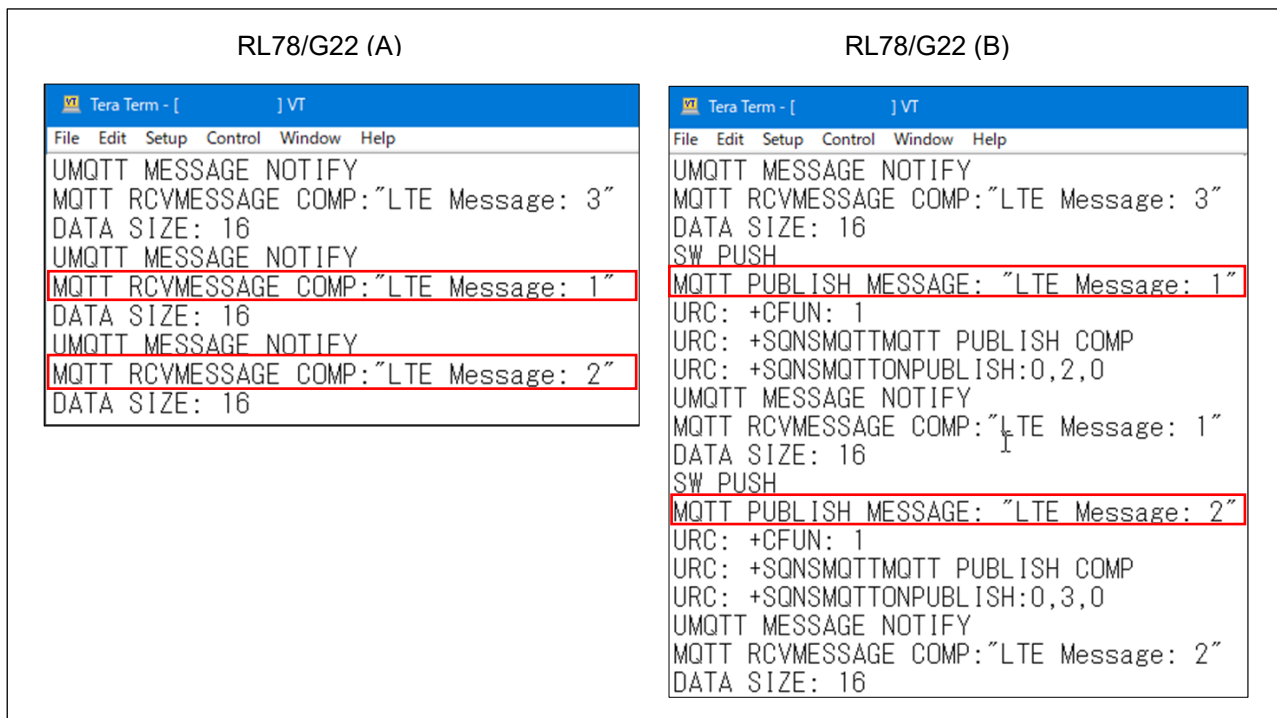 RL78/G22 (A)
Tera Term - [ ] VT
File Edit Setup Control Window Help
UMQTT MESSAGE NOTIFY
MQTT RCVMESSAGE COMP:"LTE Message: 3"
DATA SIZE: 16
UMQTT MESSAGE NOTIFY
MQTT RCVMESSAGE COMP:"LTE Message: 1"
DATA SIZE: 16
UMQTT MESSAGE NOTIFY
MQTT RCVMESSAGE COMP:"LTE Message: 2"
DATA SIZE: 16
RL78/G22 (B)
Tera Term - [ ] VT
File Edit Setup Control Window Help
UMQTT MESSAGE NOTIFY
MQTT RCVMESSAGE COMP:"LTE Message: 3"
DATA SIZE: 16
SW PUSH
MQTT PUBLISH MESSAGE: "LTE Message: 1"
URC: +CFUN: 1
URC: +SQNSMQTTMQTT PUBLISH COMP
URC: +SQNSMQTTONPUBLISH:0,2,0
UMQTT MESSAGE NOTIFY
MQTT RCVMESSAGE COMP:"LTE Message: 1"
DATA SIZE: 16
SW PUSH
MQTT PUBLISH MESSAGE: "LTE Message: 2"
URC: +CFUN: 1
URC: +SQNSMQTTMQTT PUBLISH COMP
URC: +SQNSMQTTONPUBLISH:0,3,0
UMQTT MESSAGE NOTIFY
MQTT RCVMESSAGE COMP:"LTE Message: 2"
DATA SIZE: 16